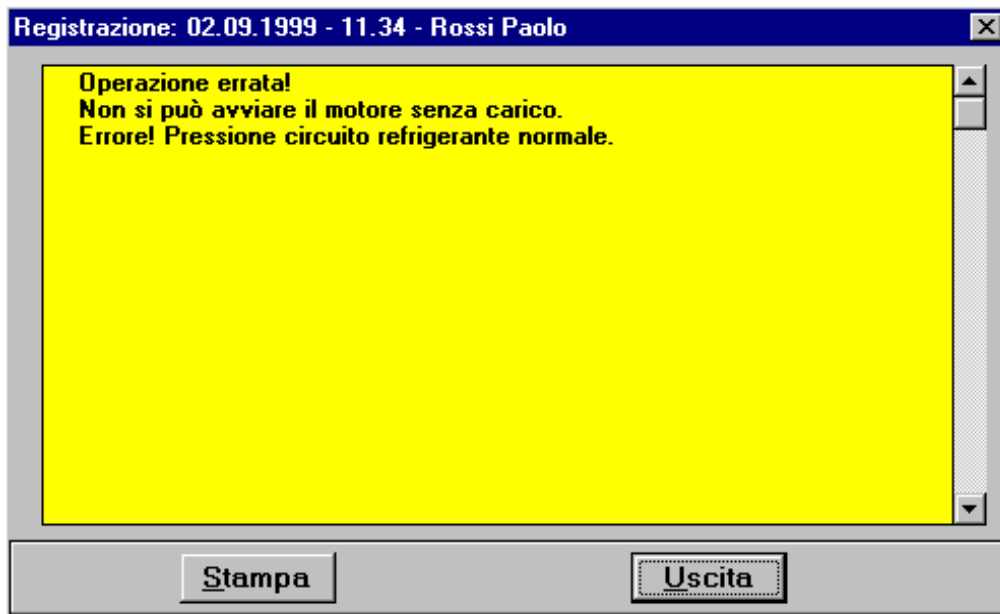 Registrazione: 02.09.1999 - 11.34 - Rossi Paolo
Operazione errata!
Non si può avviare il motore senza carico.
Errore! Pressione circuito refrigerante normale.
Stampa
Uscita